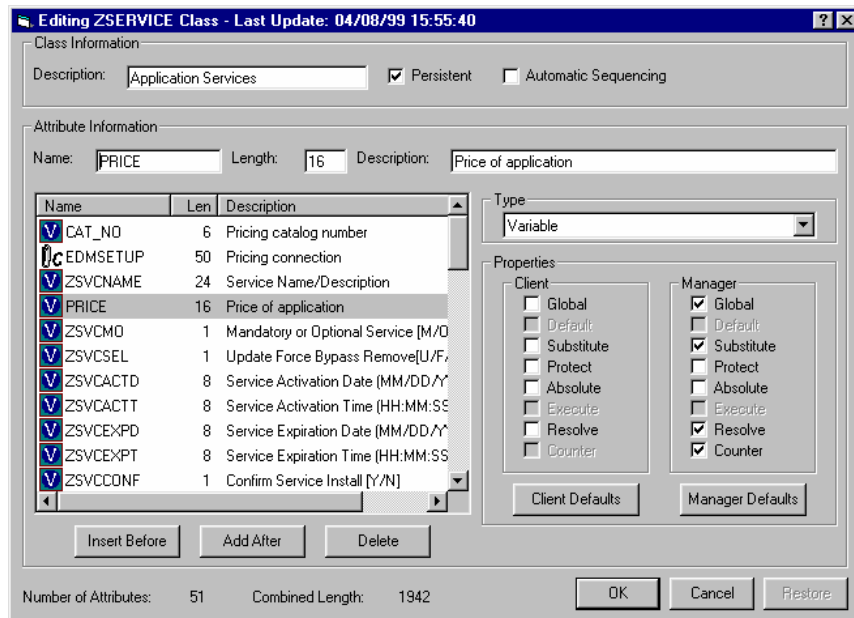 Editing ZSERVICE Class - Last Update: 04/08/99 15:55:40
Class Information
Description: Application Services Persistent Automatic Sequencing
Attribute Information
Name: PRICE Length: 16 Description: Price of application
Name Len Description
V CAT_NO 6 Pricing catalog number
C EDMSETUP 50 Pricing connection
V ZSVCNAME 24 Service Name/Description
V PRICE 16 Price of application
V ZSVCMO 1 Mandatory or Optional Service [M/O
V ZSVCSEL 1 Update Force Bypass Remove[U/F/
V ZSVCACTD 8 Service Activation Date (MM/DD/Y
V ZSVCACTT 8 Service Activation Time (HH:MM:SS
V ZSVCEXPD 8 Service Expiration Date (MM/DD/Y
V ZSVCEXPT 8 Service Expiration Time (HH:MM:SS
V ZSVCCONF 1 Confirm Service Install [Y/N]
Type
Variable
Properties
Client
Global
Default
Substitute
Protect
Absolute
Execute
Resolve
Counter
Client Defaults
Manager
Global
Default
Substitute
Protect
Absolute
Execute
Resolve
Counter
Manager Defaults
Insert Before Add After Delete
Number of Attributes: 51 Combined Length: 1942
OK Cancel Restore